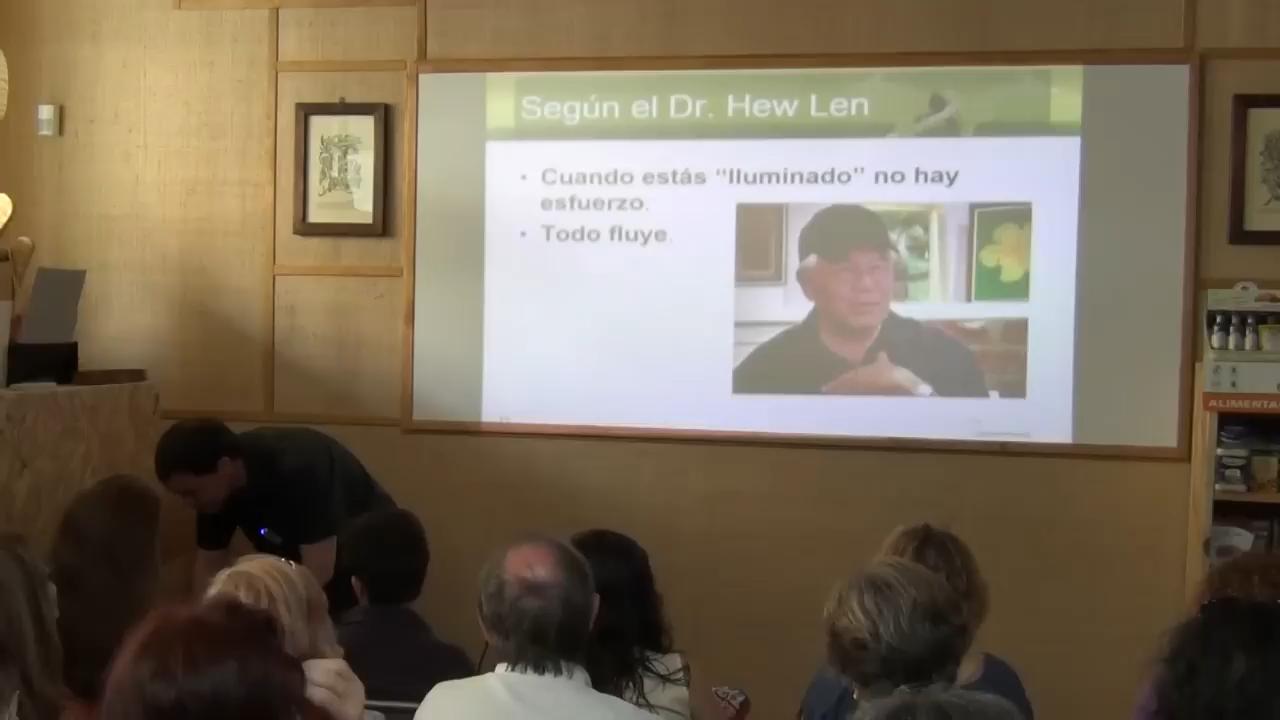 Según el Dr. Hew Len
• Cuando estás "Iluminado" no hay
esfuerzo.
• Todo fluye.
ALIMENTA